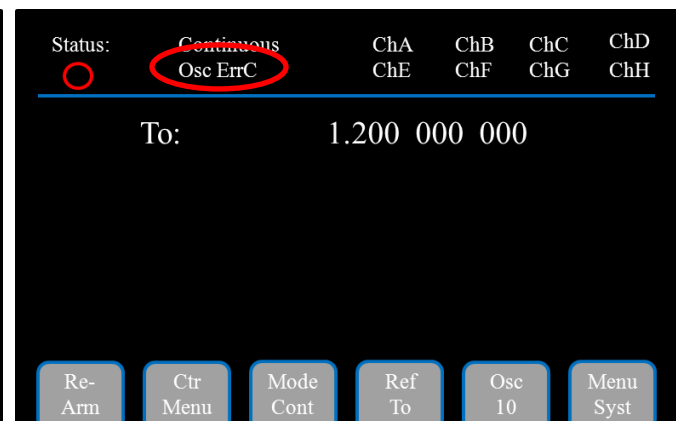 Status: Continuous ChA ChB ChC ChD
Osc ErrC ChE ChF ChG ChH
To: 1.200 000 000
Re- Ctr Mode Ref Osc Menu
Arm Menu Cont To 10 Syst